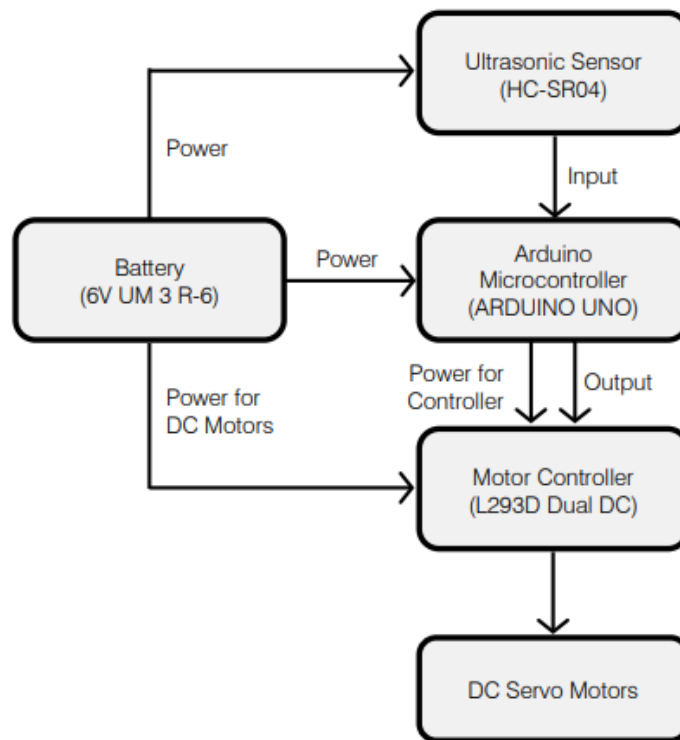 Ultrasonic Sensor
(HC-SR04)
Power
Input
Battery
(6V UM 3 R-6)
Power
Arduino
Microcontroller
(ARDUINO UNO)
Power for
DC Motors
Power for
Controller
Output
Motor Controller
(L293D Dual DC)
DC Servo Motors